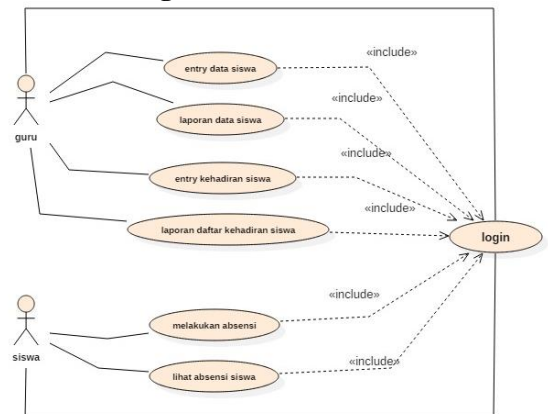 «include»
entry data siswa
«include»
laporan data siswa
guru
«include»
entry kehadiran siswa
«include»
laporan daftar kehadiran siswa
login
«include»
melakukan absensi
siswa
«include»
lihat absensi siswa